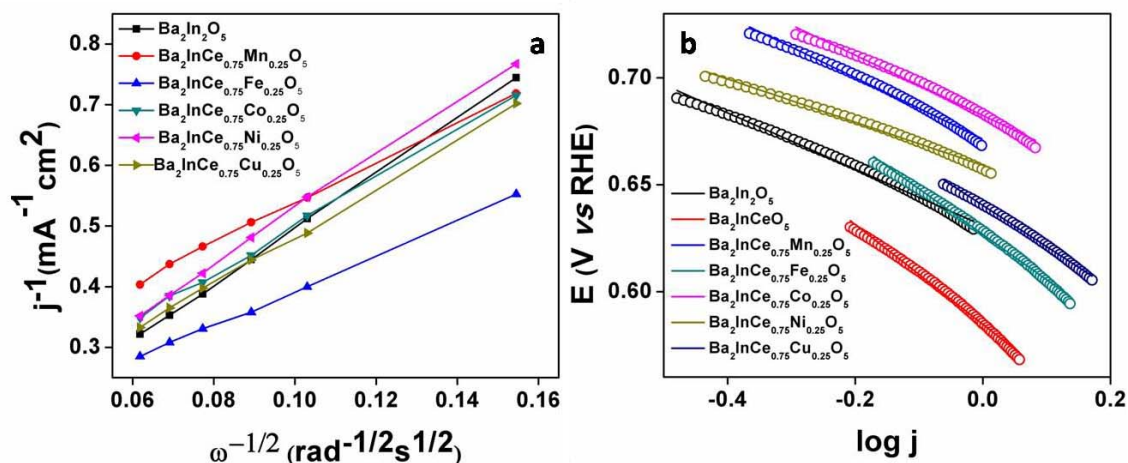 a
Ba₂In₂O₅
Ba₂InCe₀.₇₅Mn₀.₂₅O₅
Ba₂InCe₀.₇₅Fe₀.₂₅O₅
Ba₂InCe₀.₇₅Co₀.₂₅O₅
Ba₂InCe₀.₇₅Ni₀.₂₅O₅
Ba₂InCe₀.₇₅Cu₀.₂₅O₅
j⁻¹(mA⁻¹ cm²)
0.8
0.7
0.6
0.5
0.4
0.3
0.06 0.08 0.10 0.12 0.14 0.16
ω⁻¹/² (rad⁻¹/²s¹/²)
b
E (V vs RHE)
0.70
0.65
0.60
Ba₂In₂O₅
Ba₂InCeO₅
Ba₂InCe₀.₇₅Mn₀.₂₅O₅
Ba₂InCe₀.₇₅Fe₀.₂₅O₅
Ba₂InCe₀.₇₅Co₀.₂₅O₅
Ba₂InCe₀.₇₅Ni₀.₂₅O₅
Ba₂InCe₀.₇₅Cu₀.₂₅O₅
-0.4 -0.2 0.0 0.2
log j